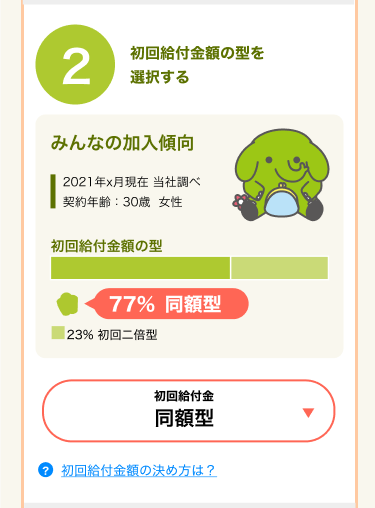 2
初回給付金額の型を
選択する
みんなの加入傾向
2021年x月現在 当社調べ
契約年齢：30歳 女性
初回給付金額の型
77% 同額型
23% 初回二倍型
初回給付金
同額型
▼
? 初回給付金額の決め方は？